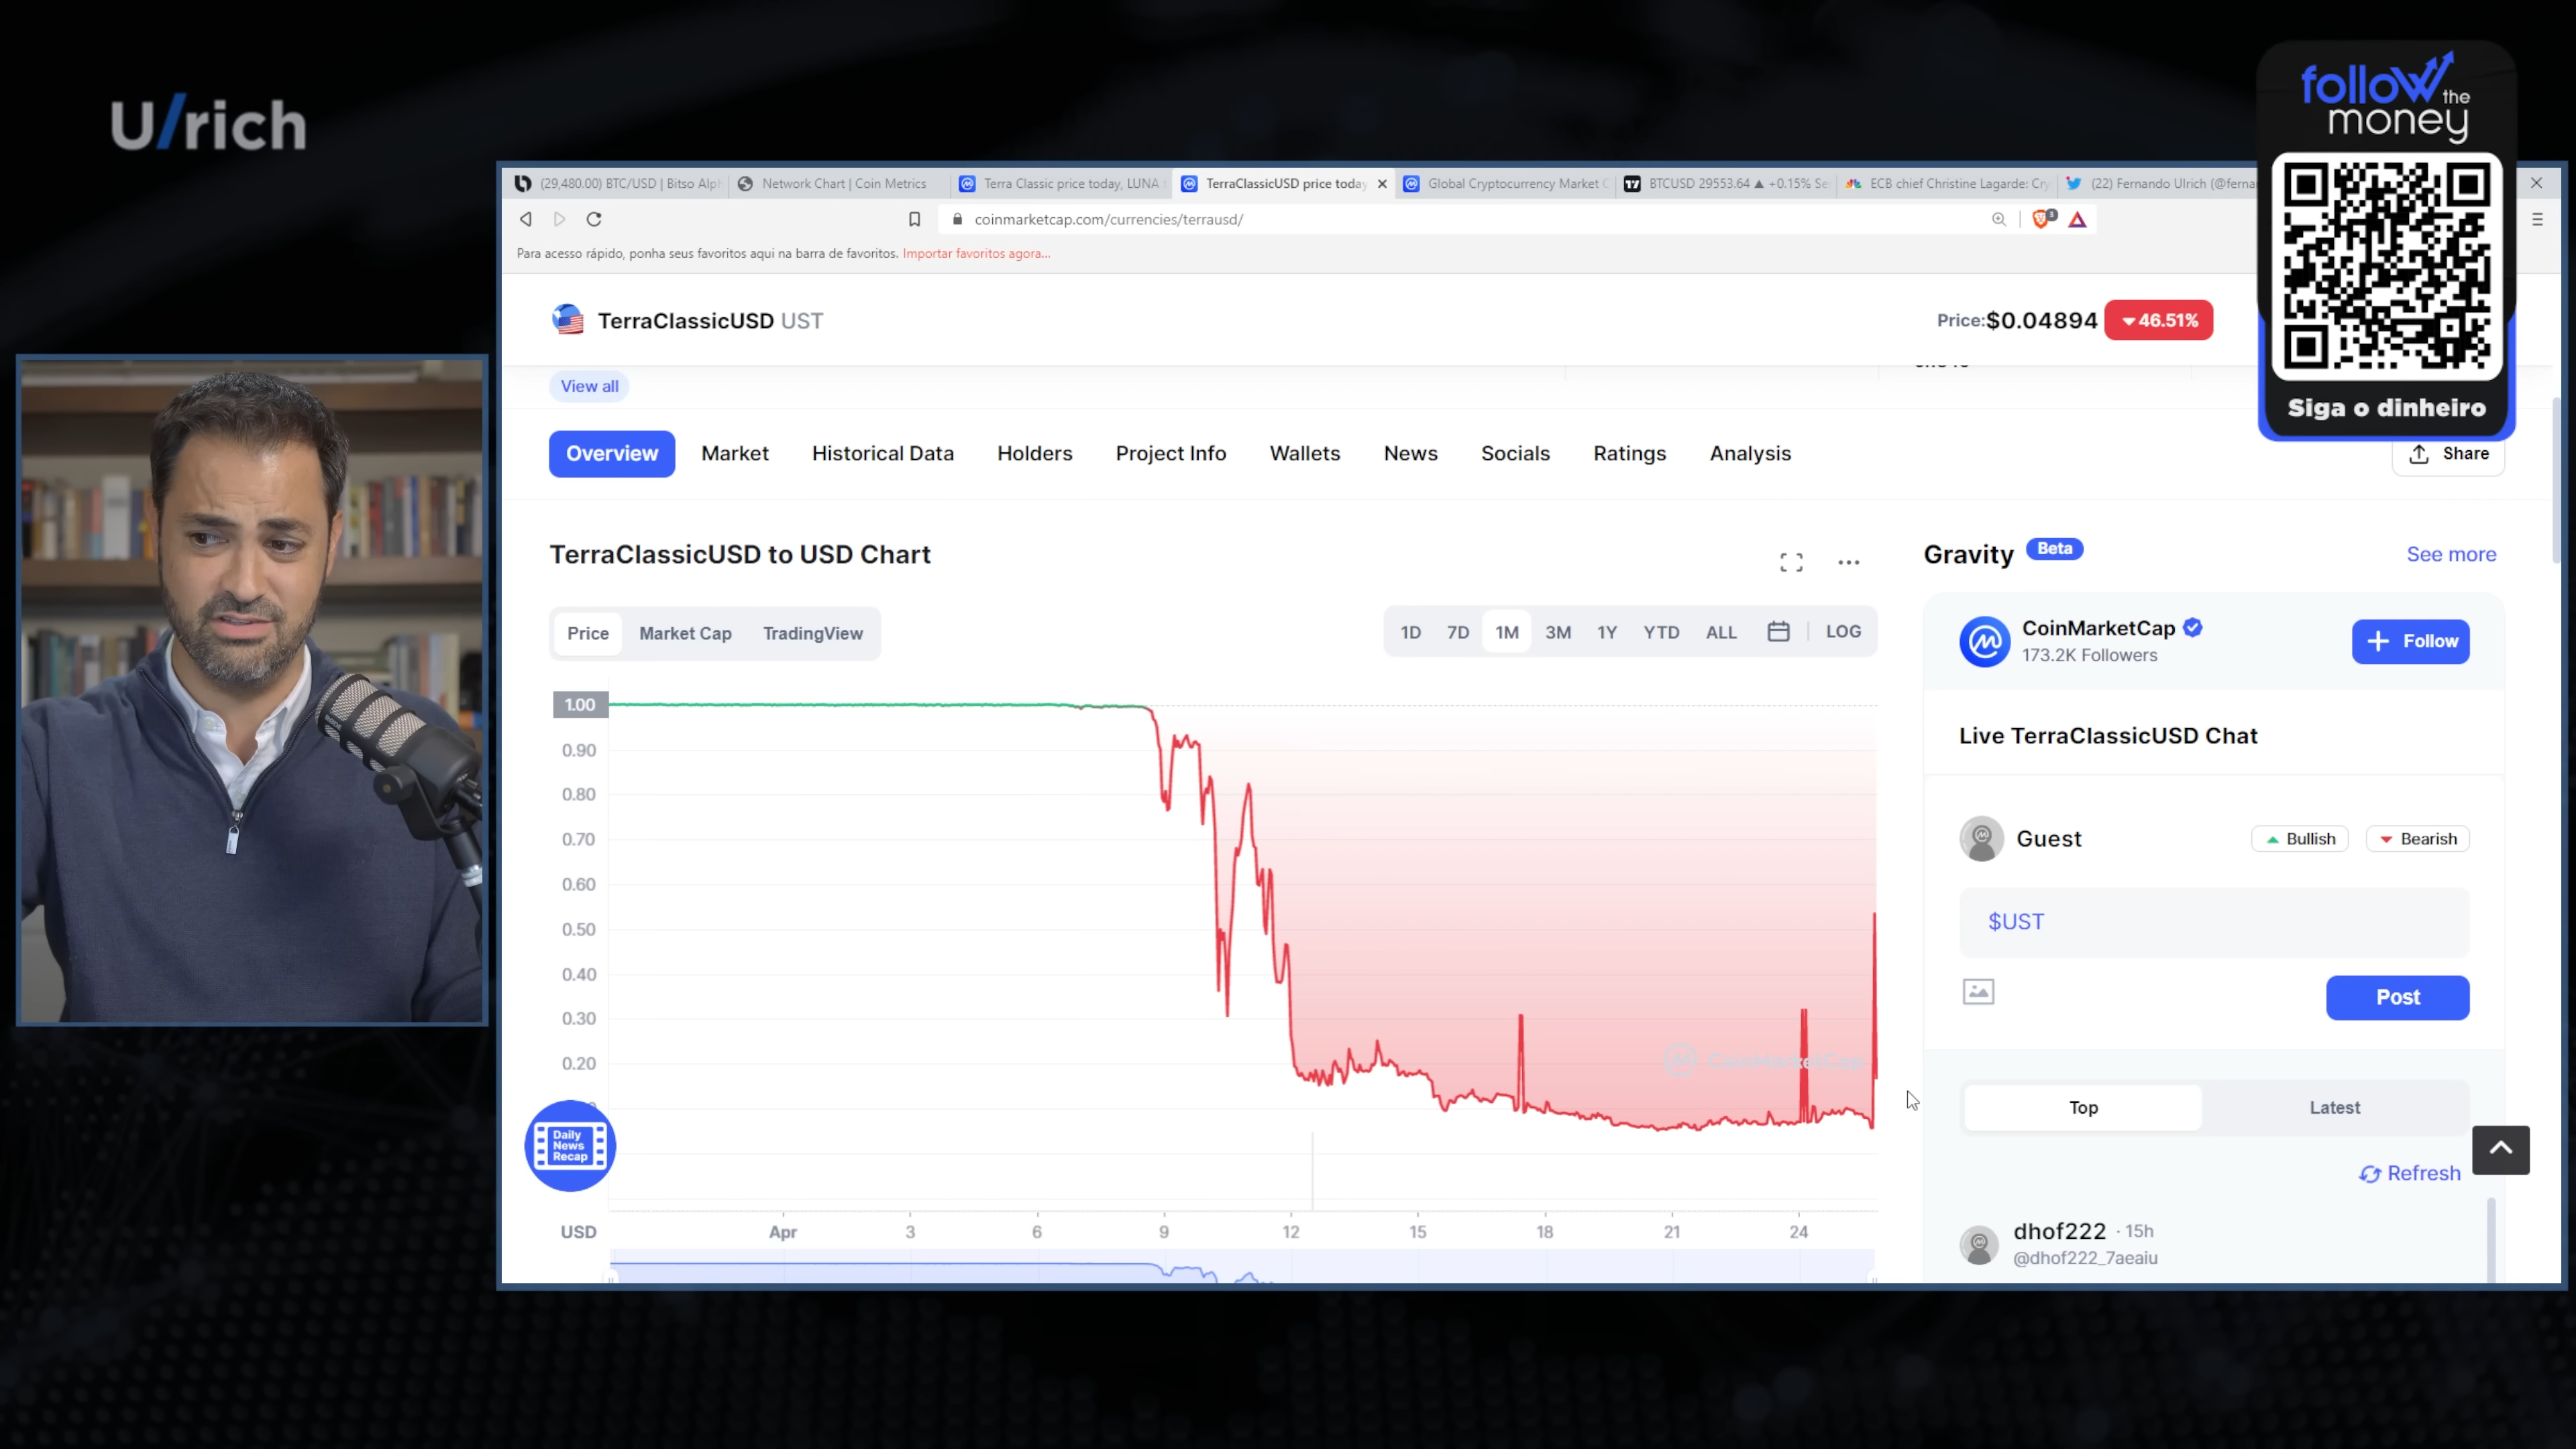 U/rich
follow the money
Siga o dinheiro
(29,480.00) BTC/USD | Bitso Alp
Network Chart | Coin Metrics
Terra Classic price today, LUNA
TerraClassicUSD price today
Global Cryptocurrency Market
BTCUSD 29553.64 ▲ +0.15% Se
ECB chief Christine Lagarde: Cry
(22) Fernando Ulrich (@ferna
coinmarketcap.com/currencies/terrausd/
Para acesso rápido, ponha seus favoritos aqui na barra de favoritos. Importar favoritos agora...
TerraClassicUSD UST
Price:$0.04894 ▼46.51%
View all
Overview Market Historical Data Holders Project Info Wallets News Socials Ratings Analysis
Share
TerraClassicUSD to USD Chart
Price Market Cap TradingView
1D 7D 1M 3M 1Y YTD ALL LOG
1.00
0.90
0.80
0.70
0.60
0.50
0.40
0.30
0.20
CoinMarketCap
Daily
News
Recap
USD Apr 3 6 9 12 15 18 21 24
Gravity Beta See more
CoinMarketCap
173.2K Followers
+ Follow
Live TerraClassicUSD Chat
Guest ▲ Bullish ▼ Bearish
$UST
Post
Top Latest
Refresh
dhof222 · 15h
@dhof222_7aeaiu